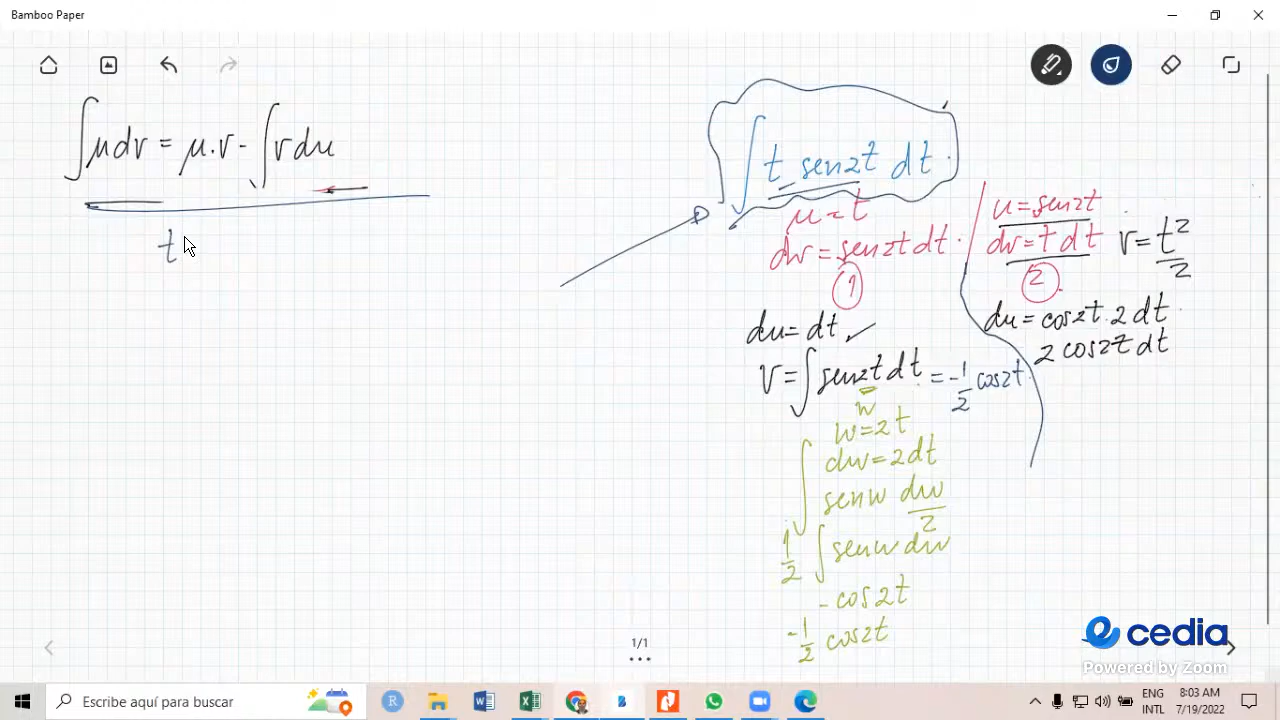 Bamboo Paper
∫μdv = μ.v - ∫vdu
t
∫ t sen2t dt.
μ = t
dv = sen2t dt.
1
u = sen2t
dv = t dt
2
v = t²/2
du = cos2t . 2 dt
2 cos2t dt
du = dt ✓
V = ∫ sen2t dt = -1/2 cos2t
w
w = 2t
dw = 2dt
∫ senw dw/2
1/2 ∫ senw dw
- cos2t
-1/2 cos2t
1/1
cedia
Powered by Zoom
Escribe aquí para buscar
ENG
INTL
8:03 AM
7/19/2022